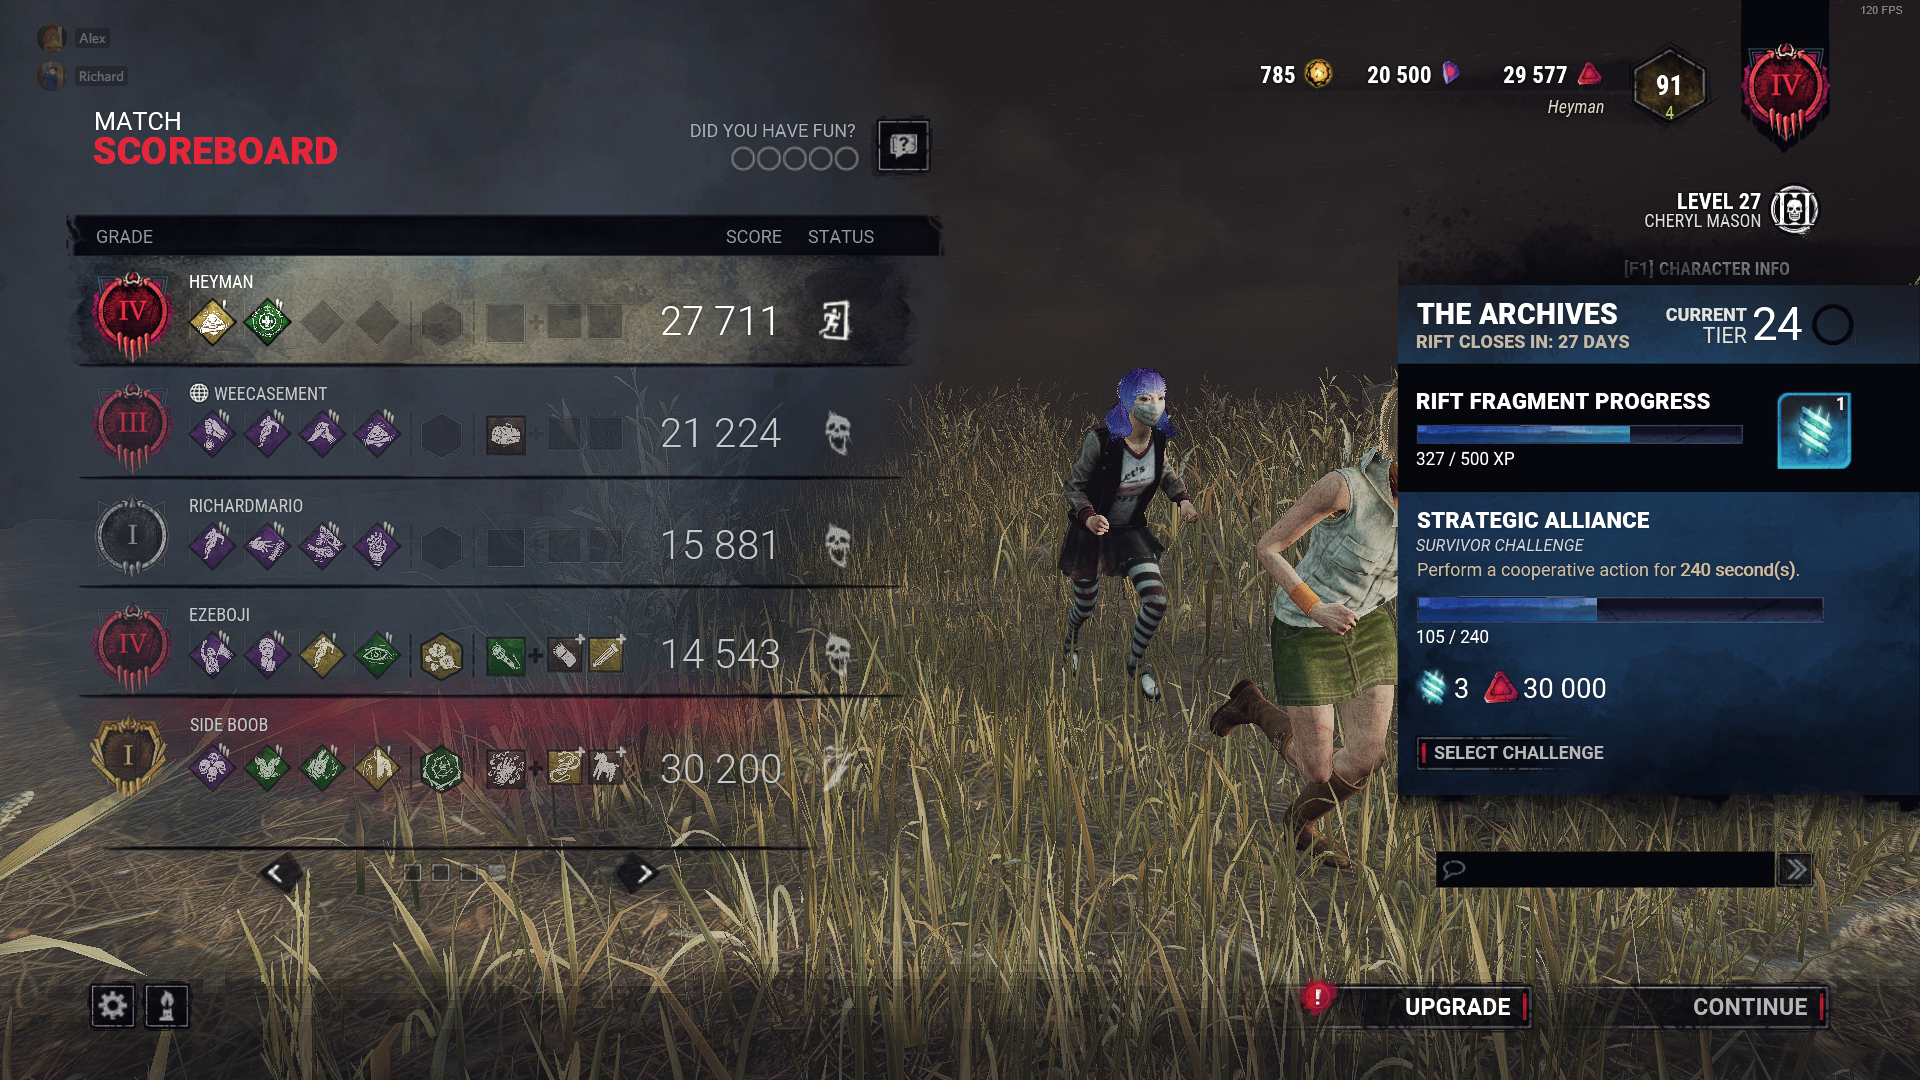 120 FPS
Alex
Richard
785
20 500
29 577
Heyman
91
4
IV
MATCH
SCOREBOARD
DID YOU HAVE FUN?
LEVEL 27
CHERYL MASON
III
[F1] CHARACTER INFO
GRADE SCORE STATUS
IV
HEYMAN
27 711
III
WEECASEMENT
21 224
I
RICHARDMARIO
15 881
IV
EZEBOJI
14 543
I
SIDE BOOB
30 200
THE ARCHIVES
RIFT CLOSES IN: 27 DAYS
CURRENT
TIER 24
RIFT FRAGMENT PROGRESS
1
327 / 500 XP
STRATEGIC ALLIANCE
SURVIVOR CHALLENGE
Perform a cooperative action for 240 second(s).
105 / 240
3
30 000
SELECT CHALLENGE
UPGRADE
CONTINUE